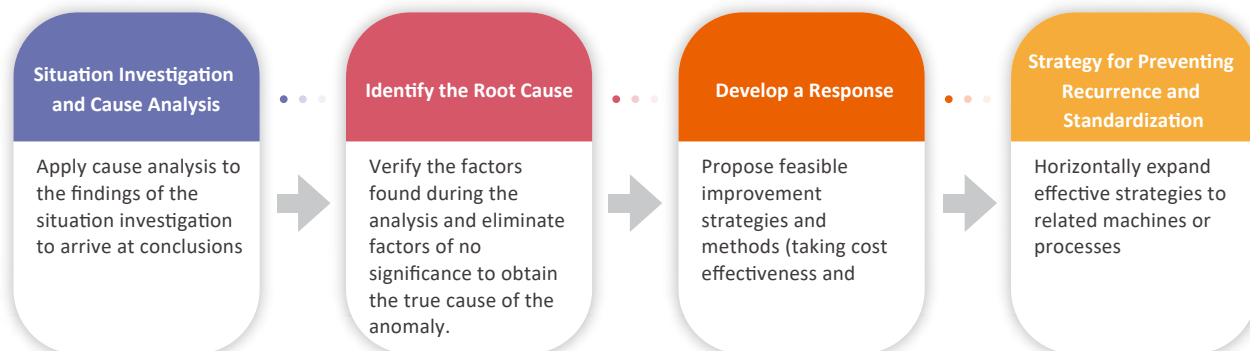 Situation Investigation
and Cause Analysis
Apply cause analysis to
the findings of the
situation investigation
to arrive at conclusions
Identify the Root Cause
Verify the factors
found during the
analysis and eliminate
factors of no
significance to obtain
the true cause of the
anomaly.
Develop a Response
Propose feasible
improvement
strategies and
methods (taking cost
effectiveness and
Strategy for Preventing
Recurrence and
Standardization
Horizontally expand
effective strategies to
related machines or
processes